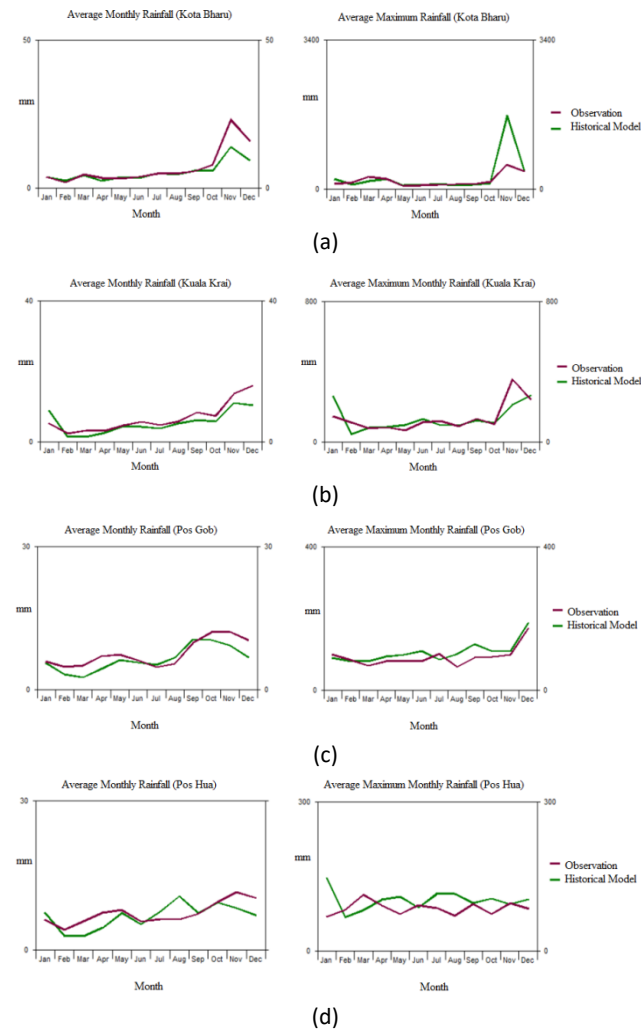 Average Monthly Rainfall (Kota Bharu)
50
50
mm
0
0
Jan Feb Mar Apr May Jun Jul Aug Sep Oct Nov Dec
Month
Average Maximum Rainfall (Kota Bharu)
3400
3400
mm
0
0
Jan Feb Mar Apr May Jun Jul Aug Sep Oct Nov Dec
Month
Observation
Historical Model
(a)
Average Monthly Rainfall (Kuala Krai)
40
40
mm
0
0
Jan Feb Mar Apr May Jun Jul Aug Sep Oct Nov Dec
Month
Average Maximum Monthly Rainfall (Kuala Krai)
800
800
mm
0
0
Jan Feb Mar Apr May Jun Jul Aug Sep Oct Nov Dec
Month
Observation
Historical Model
(b)
Average Monthly Rainfall (Pos Gob)
30
30
mm
0
0
Jan Feb Mar Apr May Jun Jul Aug Sep Oct Nov Dec
Month
Average Maximum Monthly Rainfall (Pos Gob)
400
400
mm
0
0
Jan Feb Mar Apr May Jun Jul Aug Sep Oct Nov Dec
Month
Observation
Historical Model
(c)
Average Monthly Rainfall (Pos Hua)
30
mm
0
Jan Feb Mar Apr May Jun Jul Aug Sep Oct Nov Dec
Month
Average Maximum Monthly Rainfall (Pos Hua)
300
300
mm
0
0
Jan Feb Mar Apr May Jun Jul Aug Sep Oct Nov Dec
Month
Observation
Historical Model
(d)